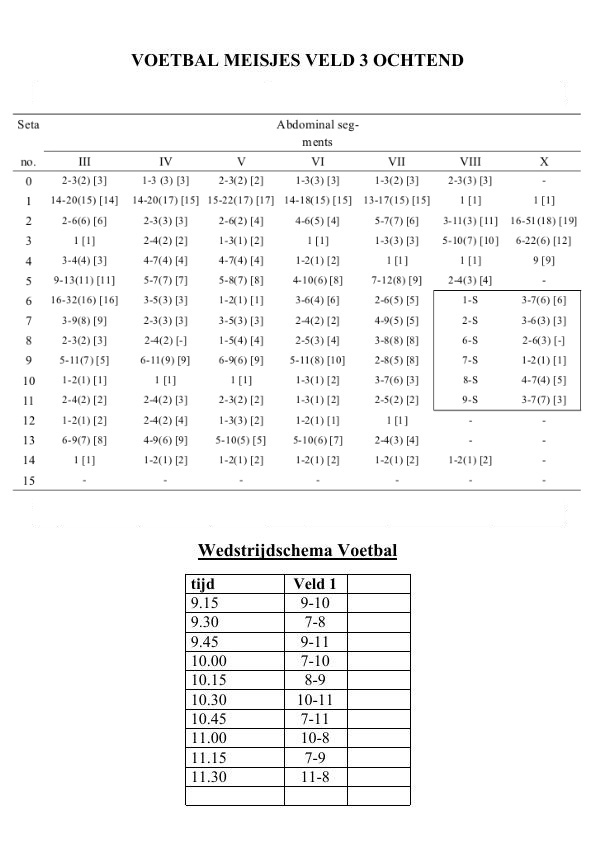 VOETBAL MEISJES VELD 3 OCHTEND
Seta Abdominal seg-
ments
no. III IV V VI VII VIII X
0 2-3(2) [3] 1-3 (3) [3] 2-3(2) [2] 1-3(3) [3] 1-3(2) [3] 2-3(3) [3] -
1 14-20(15) [14] 14-20(17) [15] 15-22(17) [17] 14-18(15) [15] 13-17(15) [15] 1 [1] 1 [1]
2 2-6(6) [6] 2-3(3) [3] 2-6(2) [4] 4-6(5) [4] 5-7(7) [6] 3-11(3) [11] 16-51(18) [19]
3 1 [1] 2-4(2) [2] 1-3(1) [2] 1 [1] 1-3(3) [3] 5-10(7) [10] 6-22(6) [12]
4 3-4(4) [3] 4-7(4) [4] 4-7(4) [4] 1-2(1) [2] 1 [1] 1 [1] 9 [9]
5 9-13(11) [11] 5-7(7) [7] 5-8(7) [8] 4-10(6) [8] 7-12(8) [9] 2-4(3) [4] -
6 16-32(16) [16] 3-5(3) [3] 1-2(1) [1] 3-6(4) [6] 2-6(5) [5] 1-S 3-7(6) [6]
7 3-9(8) [9] 2-3(3) [3] 3-5(3) [3] 2-4(2) [2] 4-9(5) [5] 2-S 3-6(3) [3]
8 2-3(2) [3] 2-4(2) [-] 1-5(4) [4] 2-5(3) [4] 3-8(8) [8] 6-S 2-6(3) [-]
9 5-11(7) [5] 6-11(9) [9] 6-9(6) [9] 5-11(8) [10] 2-8(5) [8] 7-S 1-2(1) [1]
10 1-2(1) [1] 1 [1] 1 [1] 1-3(1) [2] 3-7(6) [3] 8-S 4-7(4) [5]
11 2-4(2) [2] 2-4(2) [3] 2-3(2) [2] 1-3(1) [2] 2-5(2) [2] 9-S 3-7(7) [3]
12 1-2(1) [2] 2-4(2) [4] 1-3(3) [2] 1-2(1) [1] 1 [1] - -
13 6-9(7) [8] 4-9(6) [9] 5-10(5) [5] 5-10(6) [7] 2-4(3) [4] - -
14 1 [1] 1-2(1) [2] 1-2(1) [2] 1-2(1) [2] 1-2(1) [2] 1-2(1) [2] -
15 - - - - - - -
Wedstrijdschema Voetbal
tijd Veld 1
9.15 9-10
9.30 7-8
9.45 9-11
10.00 7-10
10.15 8-9
10.30 10-11
10.45 7-11
11.00 10-8
11.15 7-9
11.30 11-8